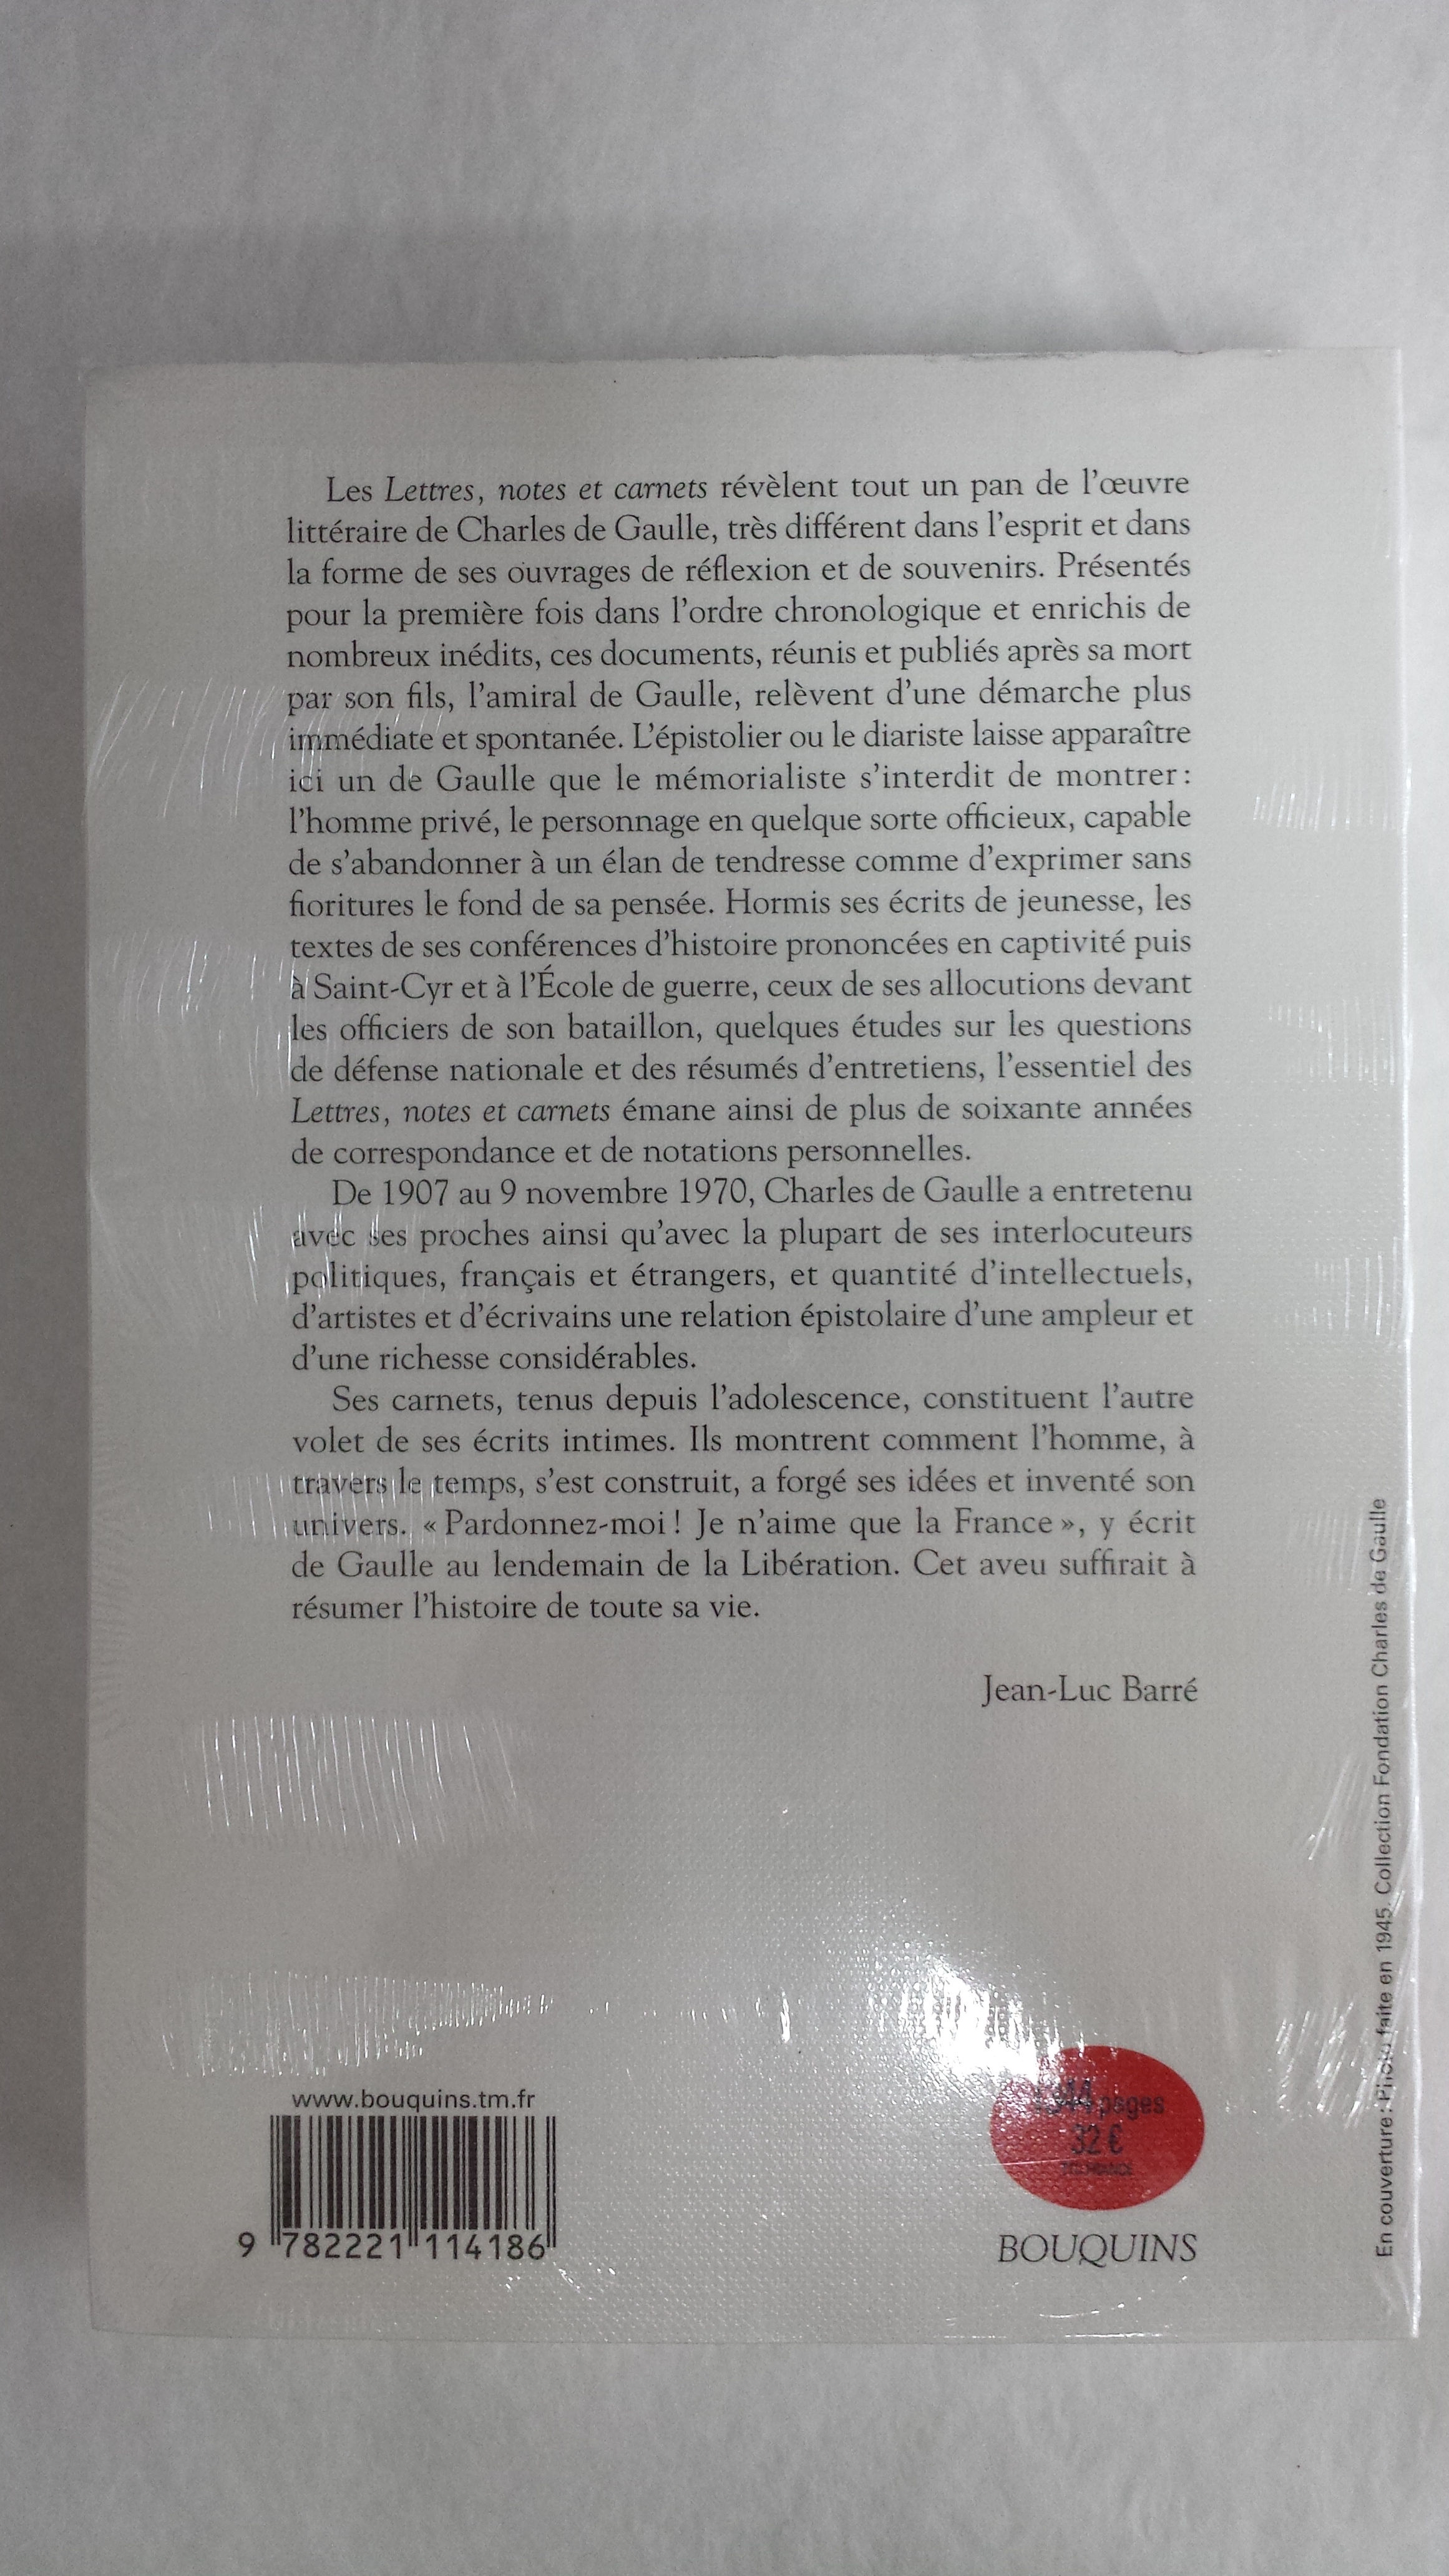 Les Lettres, notes et carnets révèlent tout un pan de l’œuvre
littéraire de Charles de Gaulle, très différent dans l’esprit et dans
la forme de ses ouvrages de réflexion et de souvenirs. Présentés
pour la première fois dans l’ordre chronologique et enrichis de
nombreux inédits, ces documents, réunis et publiés après sa mort
par son fils, l’amiral de Gaulle, relèvent d’une démarche plus
immédiate et spontanée. L’épistolier ou le diariste laisse apparaître
ici un de Gaulle que le mémorialiste s’interdit de montrer :
l’homme privé, le personnage en quelque sorte officieux, capable
de s’abandonner à un élan de tendresse comme d’exprimer sans
fioritures le fond de sa pensée. Hormis ses écrits de jeunesse, les
textes de ses conférences d’histoire prononcées en captivité puis
à Saint-Cyr et à l’École de guerre, ceux de ses allocutions devant
les officiers de son bataillon, quelques études sur les questions
de défense nationale et des résumés d’entretiens, l’essentiel des
Lettres, notes et carnets émane ainsi de plus de soixante années
de correspondance et de notations personnelles.
De 1907 au 9 novembre 1970, Charles de Gaulle a entretenu
avec ses proches ainsi qu’avec la plupart de ses interlocuteurs
politiques, français et étrangers, et quantité d’intellectuels,
d’artistes et d’écrivains une relation épistolaire d’une ampleur et
d’une richesse considérables.
Ses carnets, tenus depuis l’adolescence, constituent l’autre
volet de ses écrits intimes. Ils montrent comment l’homme, à
travers le temps, s’est construit, a forgé ses idées et inventé son
univers. « Pardonnez-moi ! Je n’aime que la France », y écrit
de Gaulle au lendemain de la Libération. Cet aveu suffirait à
résumer l’histoire de toute sa vie.
Jean-Luc Barré
En couverture : Photo faite en 1945. Collection Fondation Charles de Gaulle
www.bouquins.tm.fr
9 782221 114186
pages
32 €
BOUQUINS